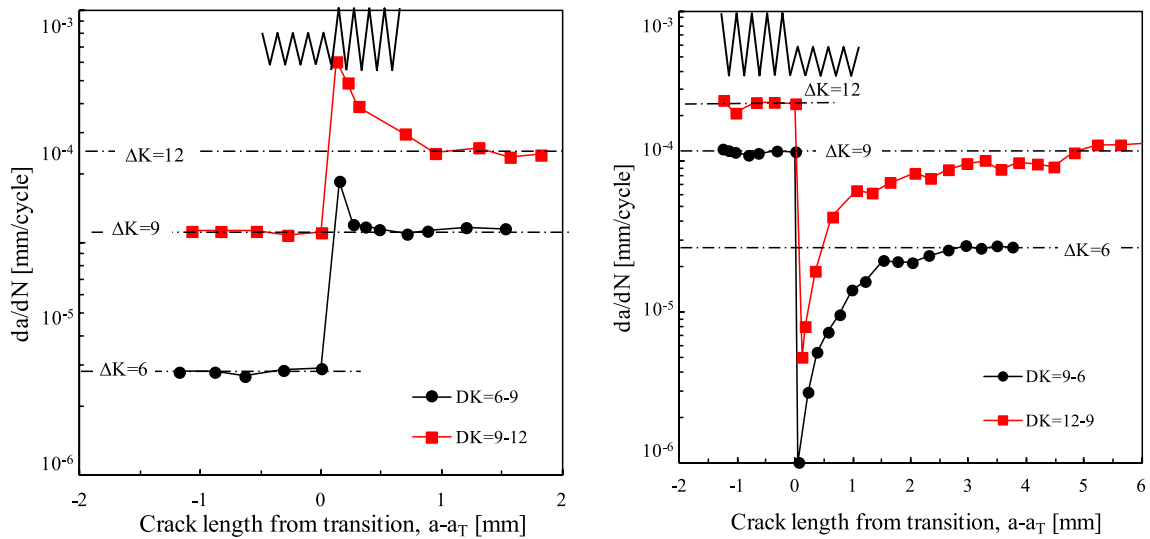 10⁻³
10⁻⁴
10⁻⁵
10⁻⁶
da/dN [mm/cycle]
ΔK=12
ΔK=9
ΔK=6
DK=6-9
DK=9-12
-2
-1
0
1
2
Crack length from transition, a-a_T [mm]
10⁻³
10⁻⁴
10⁻⁵
10⁻⁶
da/dN [mm/cycle]
ΔK=12
ΔK=9
ΔK=6
DK=9-6
DK=12-9
-2
-1
0
1
2
3
4
5
6
Crack length from transition, a-a_T [mm]